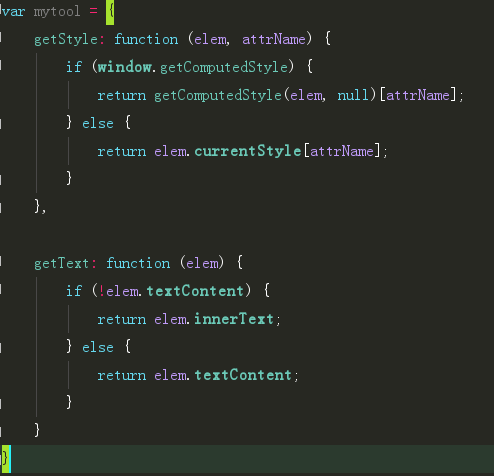 var mytool = {
    getStyle: function (elem, attrName) {
        if (window.getComputedStyle) {
            return getComputedStyle(elem, null)[attrName];
        } else {
            return elem.currentStyle[attrName];
        }
    },

    getText: function (elem) {
        if (!elem.textContent) {
            return elem.innerText;
        } else {
            return elem.textContent;
        }
    }
}